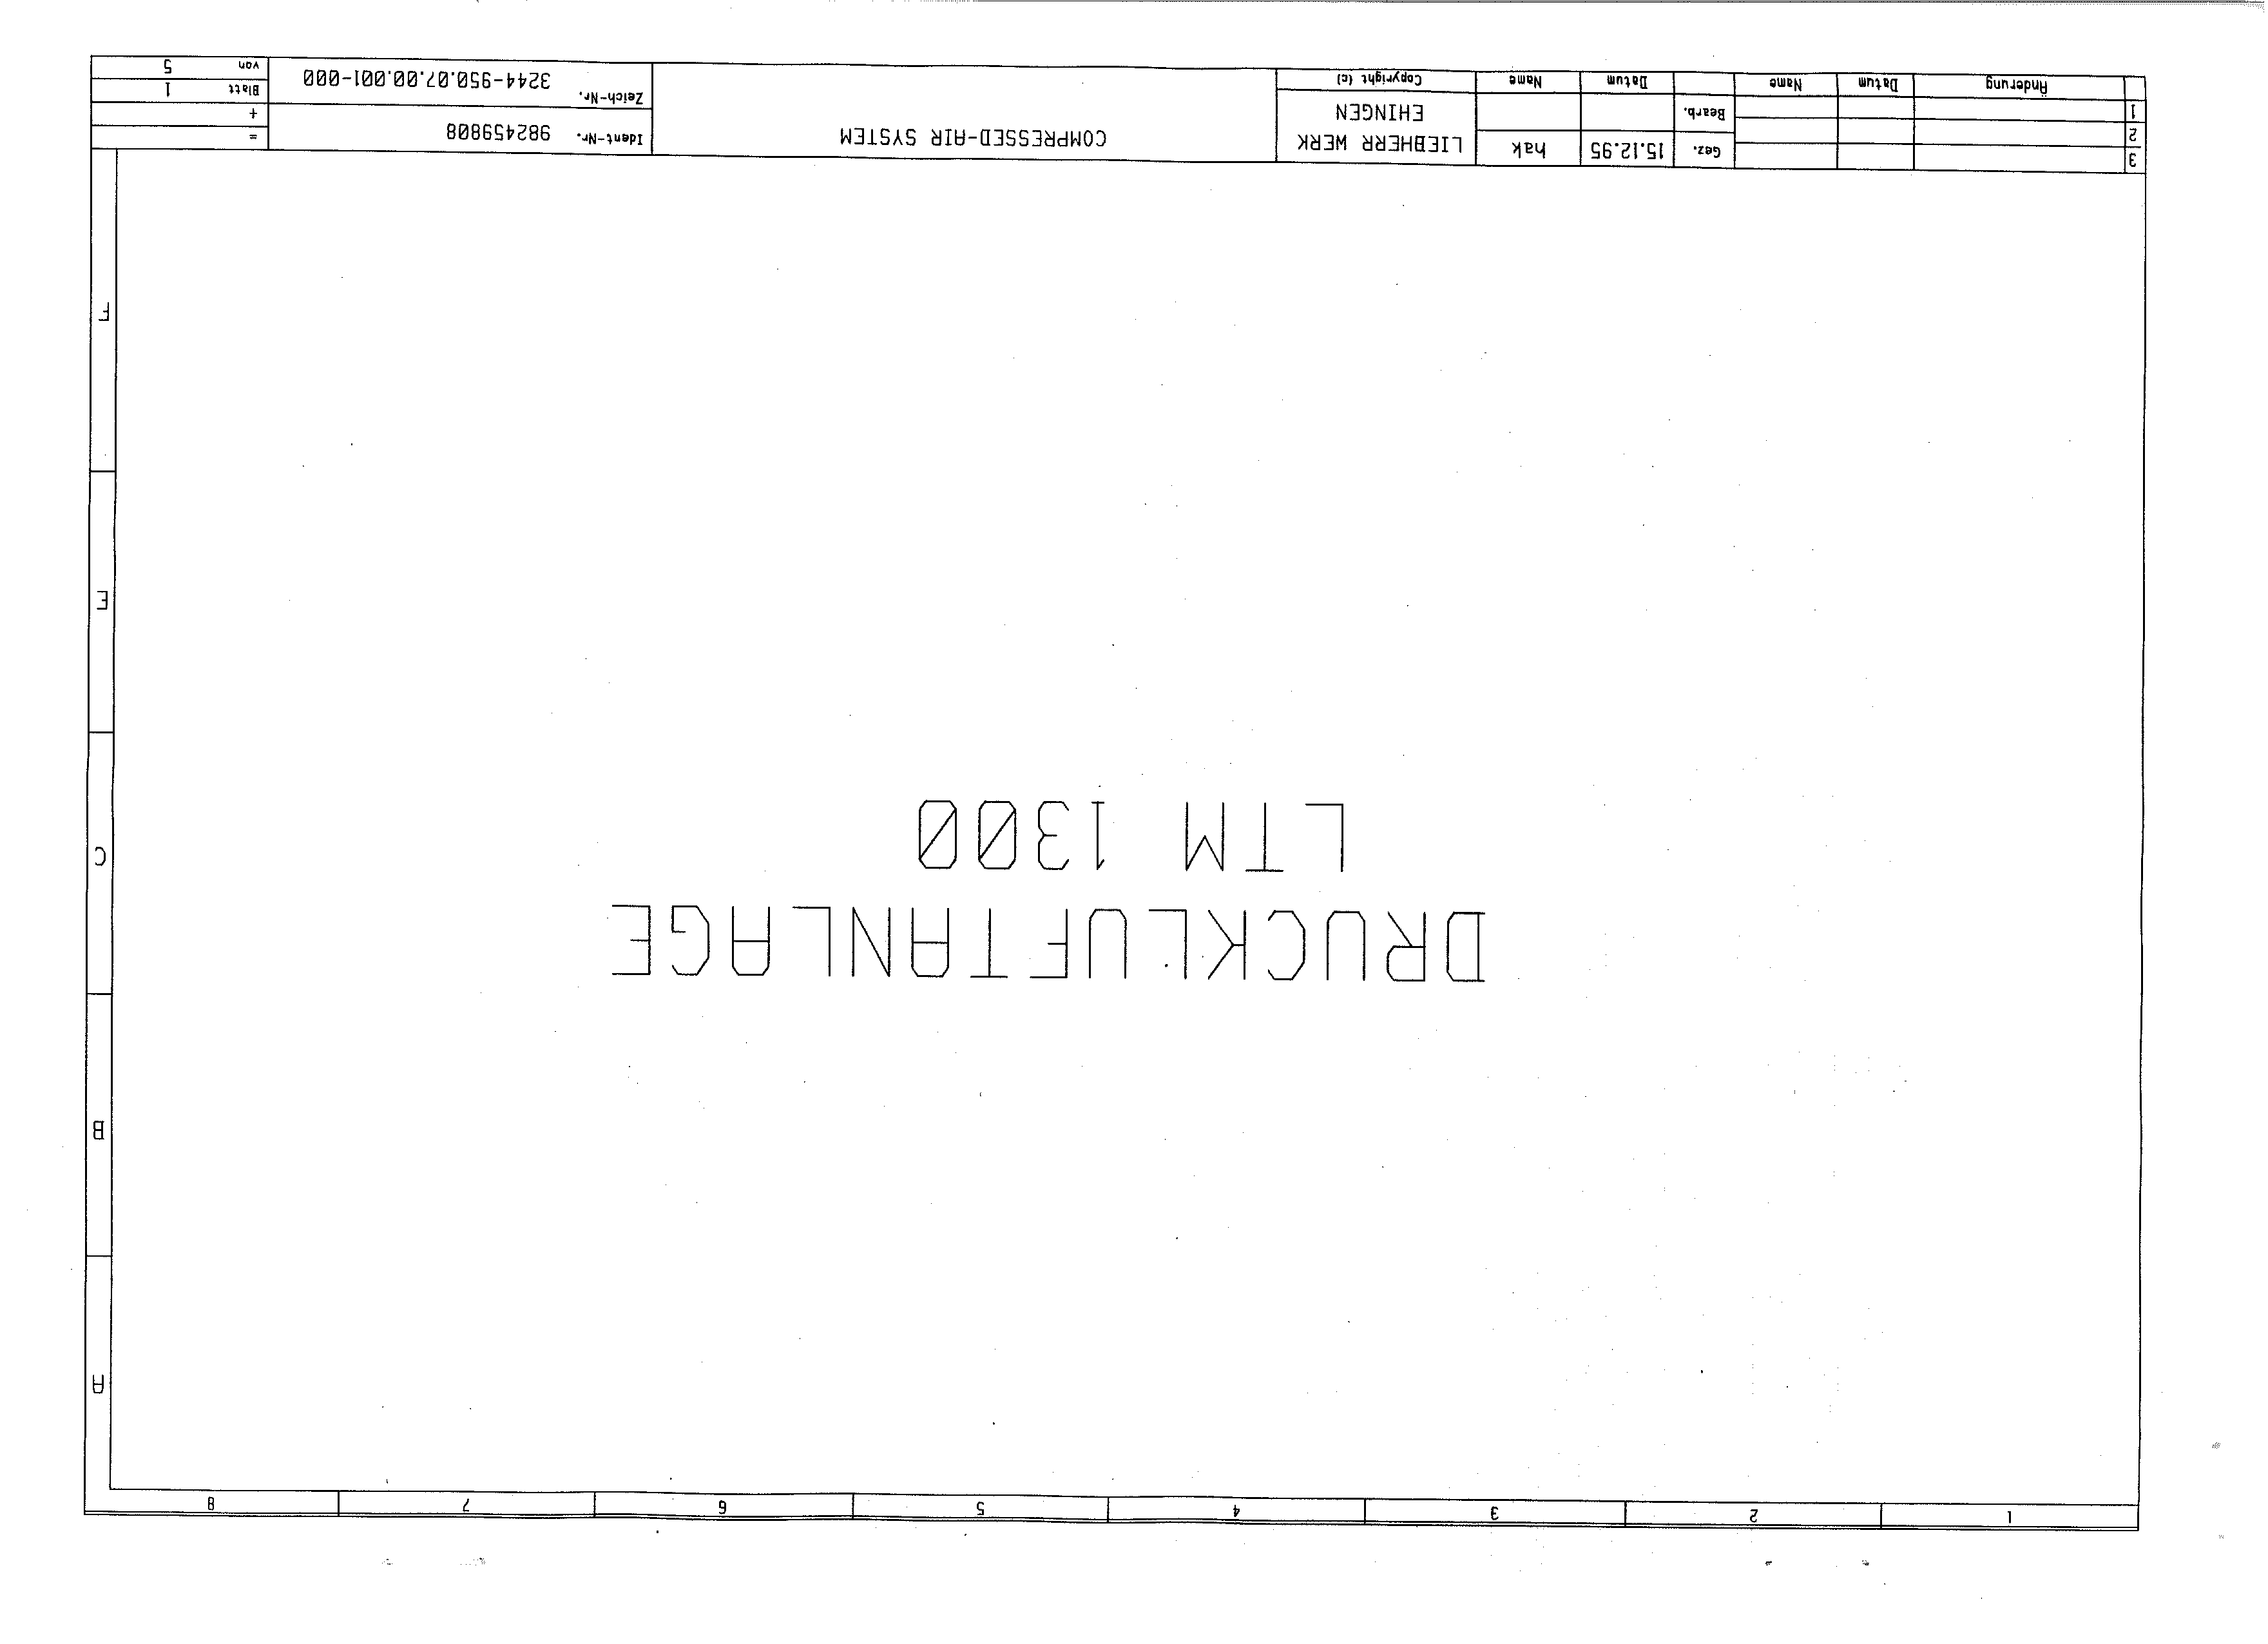 1 2 3 4 5 6 7 8
A
B
C
E
F
DRUCKLUFTANLAGE
LTM 1300
3 Gez. 15.12.95 hak LIEBHERR WERK COMPRESSED-AIR SYSTEM Ident-Nr. 982459808 =
2 +
1 Bearb. EHINGEN Zeich-Nr. 3244-950.07.00.001-000 Blatt 1
Änderung Datum Name Datum Name Copyright (c) von 5